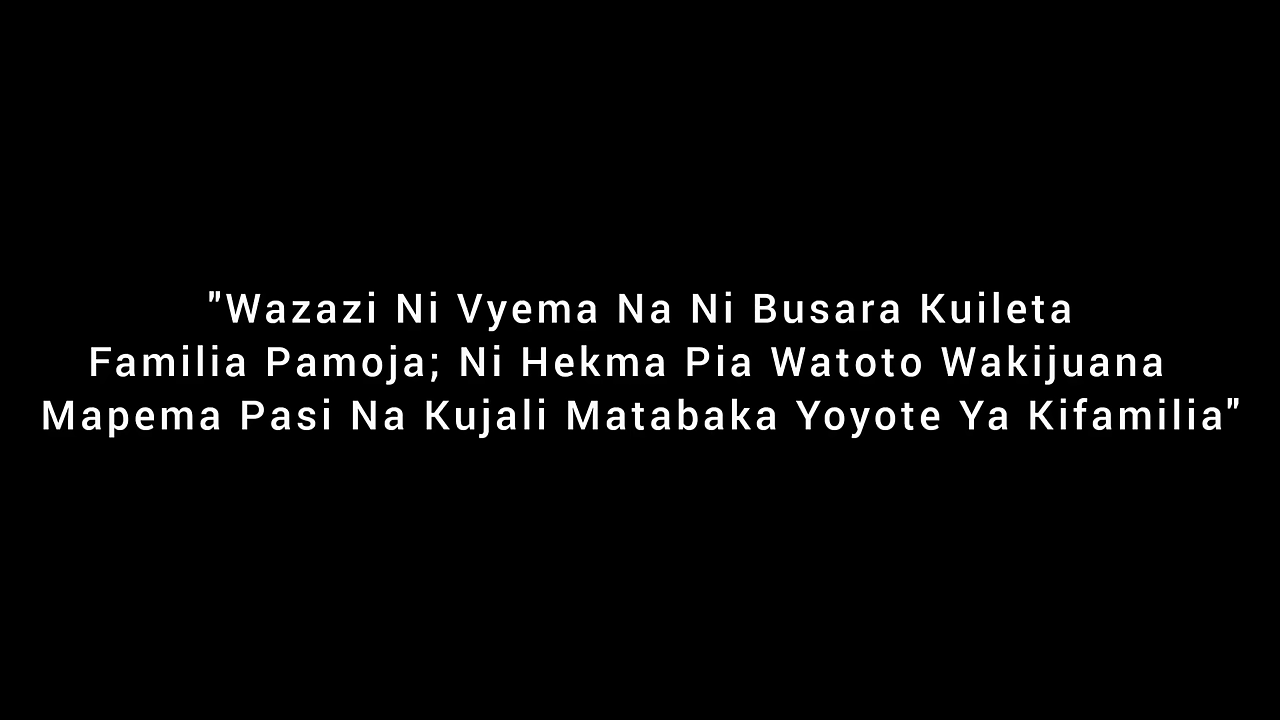 "Wazazi Ni Vyema Na Ni Busara Kuileta
Familia Pamoja; Ni Hekma Pia Watoto Wakijuana
Mapema Pasi Na Kujali Matabaka Yoyote Ya Kifamilia"